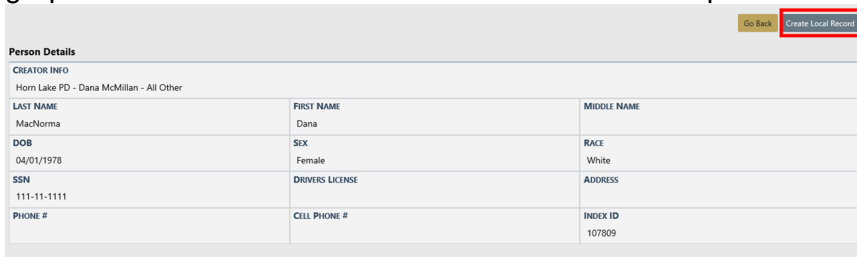 Go Back Create Local Record
Person Details
CREATOR INFO
Horn Lake PD - Dana McMillan - All Other
LAST NAME FIRST NAME MIDDLE NAME
MacNorma Dana
DOB SEX RACE
04/01/1978 Female White
SSN DRIVERS LICENSE ADDRESS
111-11-1111
PHONE # CELL PHONE # INDEX ID
107809